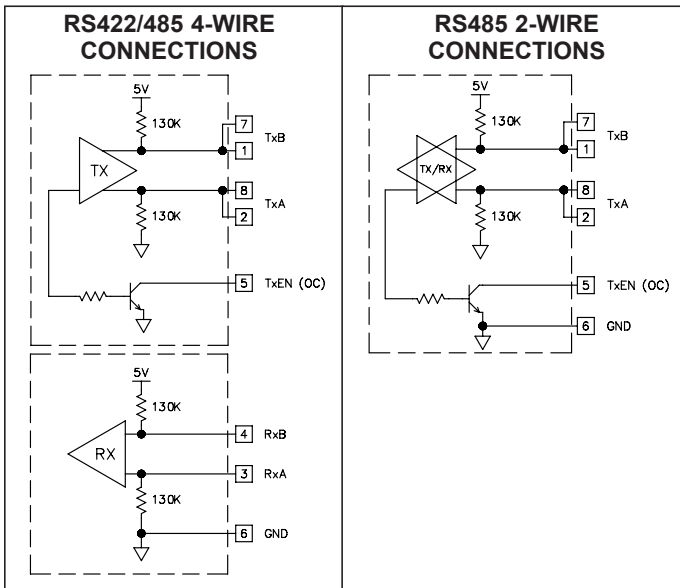 RS422/485 4-WIRE
CONNECTIONS
5V
130K
7
TxB
1
TX
8
TxA
2
130K
5 TxEN (OC)
5V
130K
4 RxB
RX
3 RxA
130K
6 GND
RS485 2-WIRE
CONNECTIONS
5V
130K
7
TxB
1
TX/RX
8
TxA
2
130K
5 TxEN (OC)
6 GND